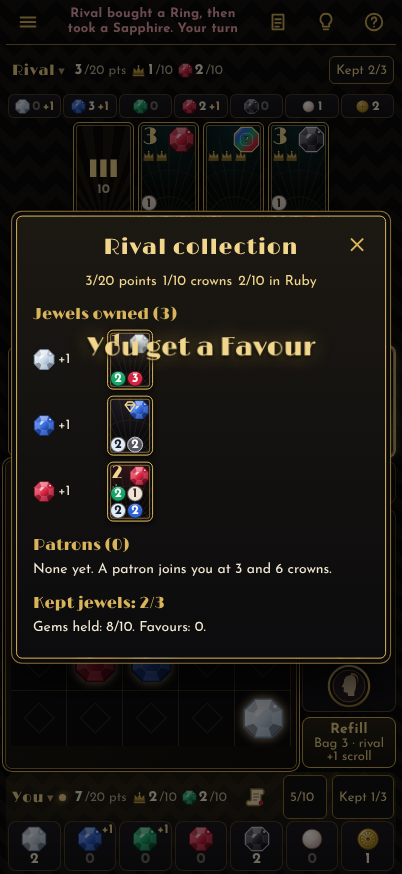 Rival bought a Ring, then
took a Sapphire. Your turn
Rival ▾ 3/20 pts 1/10 2/10 Kept 2/3
0 +1 3 +1 0 2 +1 0 1 2
10 3 1 3 1
Rival collection
3/20 points 1/10 crowns 2/10 in Ruby
Jewels owned (3)
You get a Favour
+1 2 3
+1 2 2
+1 2 2 1 2 2
Patrons (0)
None yet. A patron joins you at 3 and 6 crowns.
Kept jewels: 2/3
Gems held: 8/10. Favours: 0.
Refill
Bag 3 · rival
+1 scroll
You ▾ 7/20 pts 2/10 2/10 5/10 Kept 1/3
+1 +1
2 0 0 0 2 0 1